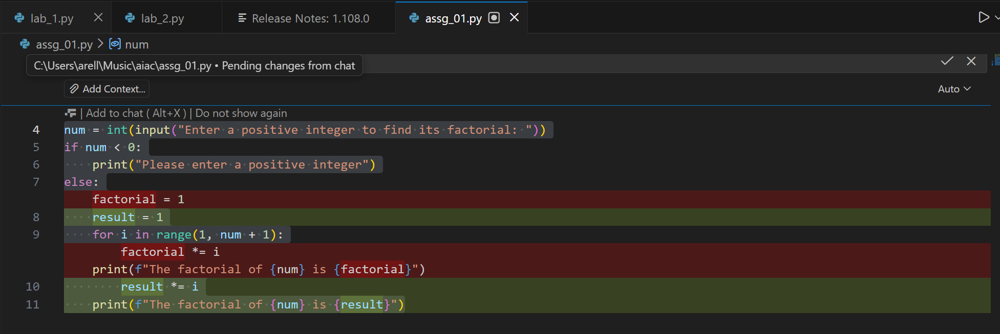 lab_1.py lab_2.py Release Notes: 1.108.0 assg_01.py
assg_01.py > num
C:\Users\arell\Music\aiac\assg_01.py • Pending changes from chat
Add Context... Auto
| Add to chat ( Alt+X ) | Do not show again
4 num = int(input("Enter a positive integer to find its factorial: "))
5 if num < 0:
6     print("Please enter a positive integer")
7 else:
    factorial = 1
8     result = 1
9     for i in range(1, num + 1):
        factorial *= i
    print(f"The factorial of {num} is {factorial}")
10         result *= i
11     print(f"The factorial of {num} is {result}")